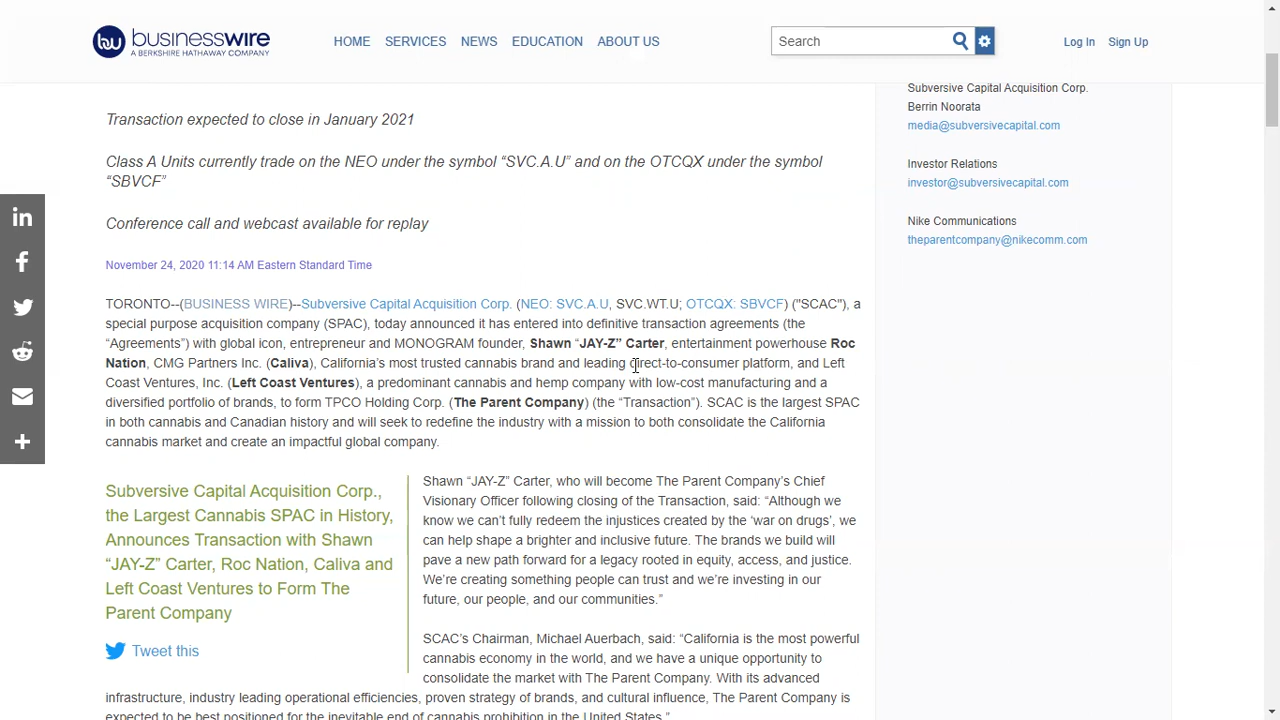 businesswire
A BERKSHIRE HATHAWAY COMPANY
HOME SERVICES NEWS EDUCATION ABOUT US
Search
Log In Sign Up
Transaction expected to close in January 2021
Class A Units currently trade on the NEO under the symbol “SVC.A.U” and on the OTCQX under the symbol
“SBVCF”
Conference call and webcast available for replay
November 24, 2020 11:14 AM Eastern Standard Time
TORONTO--(BUSINESS WIRE)--Subversive Capital Acquisition Corp. (NEO: SVC.A.U, SVC.WT.U; OTCQX: SBVCF) ("SCAC"), a
special purpose acquisition company (SPAC), today announced it has entered into definitive transaction agreements (the
“Agreements”) with global icon, entrepreneur and MONOGRAM founder, Shawn “JAY-Z” Carter, entertainment powerhouse Roc
Nation, CMG Partners Inc. (Caliva), California’s most trusted cannabis brand and leading direct-to-consumer platform, and Left
Coast Ventures, Inc. (Left Coast Ventures), a predominant cannabis and hemp company with low-cost manufacturing and a
diversified portfolio of brands, to form TPCO Holding Corp. (The Parent Company) (the “Transaction”). SCAC is the largest SPAC
in both cannabis and Canadian history and will seek to redefine the industry with a mission to both consolidate the California
cannabis market and create an impactful global company.
Subversive Capital Acquisition Corp.,
the Largest Cannabis SPAC in History,
Announces Transaction with Shawn
“JAY-Z” Carter, Roc Nation, Caliva and
Left Coast Ventures to Form The
Parent Company
Tweet this
Shawn “JAY-Z” Carter, who will become The Parent Company’s Chief
Visionary Officer following closing of the Transaction, said: “Although we
know we can’t fully redeem the injustices created by the ‘war on drugs’, we
can help shape a brighter and inclusive future. The brands we build will
pave a new path forward for a legacy rooted in equity, access, and justice.
We’re creating something people can trust and we’re investing in our
future, our people, and our communities.”
SCAC’s Chairman, Michael Auerbach, said: “California is the most powerful
cannabis economy in the world, and we have a unique opportunity to
consolidate the market with The Parent Company. With its advanced
infrastructure, industry leading operational efficiencies, proven strategy of brands, and cultural influence, The Parent Company is
expected to be best positioned for the inevitable end of cannabis prohibition in the United States.”
Subversive Capital Acquisition Corp.
Berrin Noorata
media@subversivecapital.com
Investor Relations
investor@subversivecapital.com
Nike Communications
theparentcompany@nikecomm.com